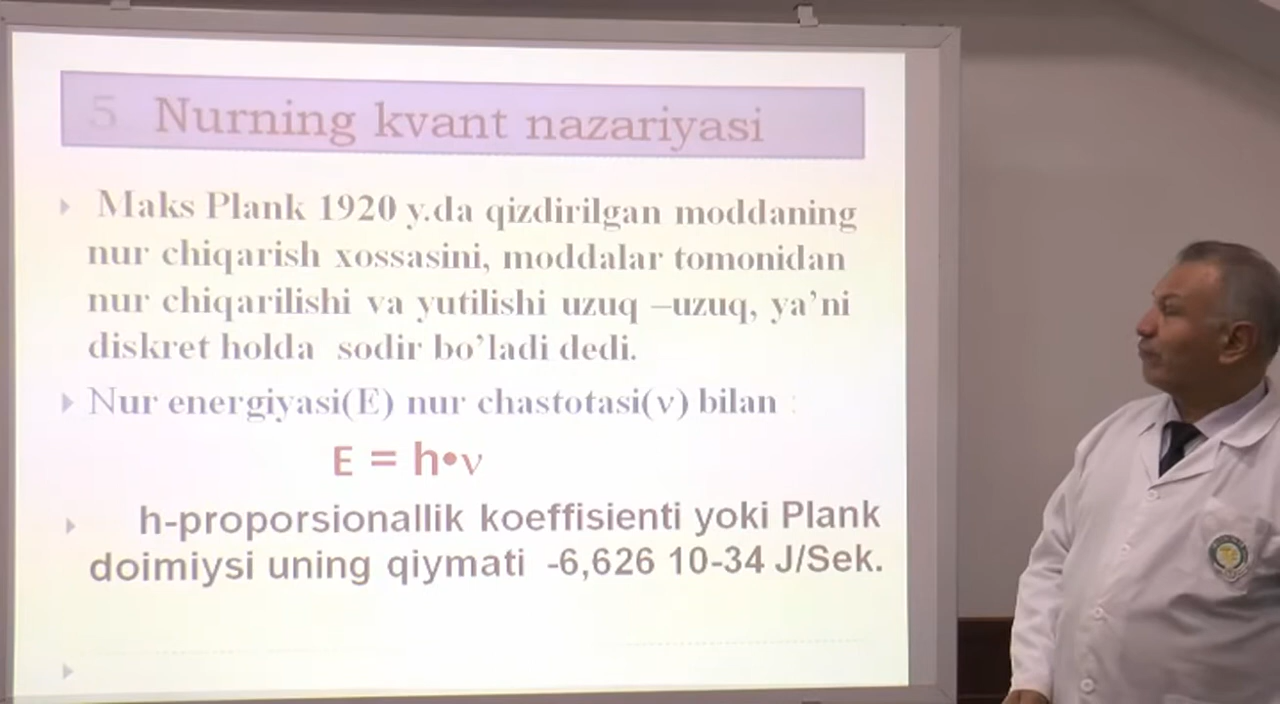 5 Nurning kvant nazariyasi
Maks Plank 1920 y.da qizdirilgan moddaning
nur chiqarish xossasini, moddalar tomonidan
nur chiqarilishi va yutilishi uzuq –uzuq, ya’ni
diskret holda sodir bo’ladi dedi.
Nur energiyasi(E) nur chastotasi(ν) bilan :
E = h•ν
h-proporsionallik koeffisienti yoki Plank
doimiysi uning qiymati -6,626 10-34 J/Sek.